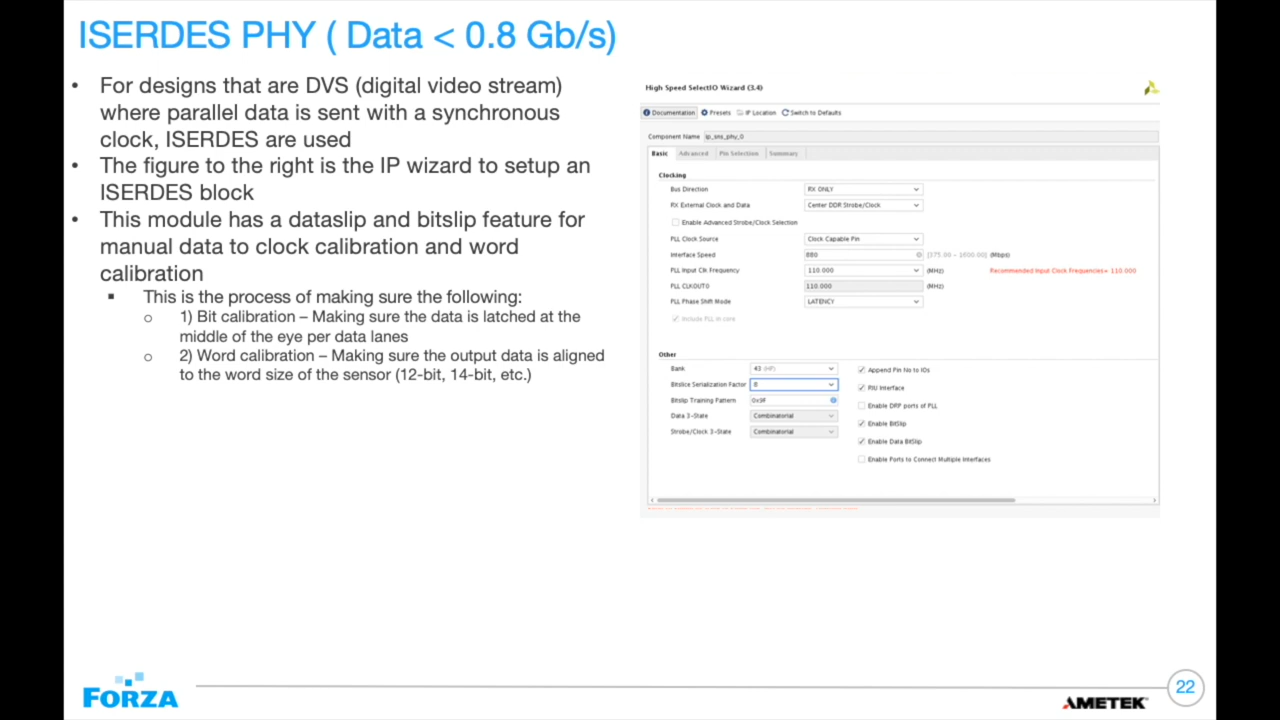 ISERDES PHY ( Data < 0.8 Gb/s)
• For designs that are DVS (digital video stream)
where parallel data is sent with a synchronous
clock, ISERDES are used
• The figure to the right is the IP wizard to setup an
ISERDES block
• This module has a dataslip and bitslip feature for
manual data to clock calibration and word
calibration
▪ This is the process of making sure the following:
o 1) Bit calibration – Making sure the data is latched at the
middle of the eye per data lanes
o 2) Word calibration – Making sure the output data is aligned
to the word size of the sensor (12-bit, 14-bit, etc.)
High Speed SelectIO Wizard (3.4)
Documentation Presets IP Location Switch to Defaults
Component Name ip_sns_phy_0
Basic Advanced Pin Selection Summary
Clocking
Bus Direction RX ONLY
RX External Clock and Data Center DDR Strobe/Clock
Enable Advanced Strobe/Clock Selection
PLL Clock Source Clock Capable Pin
Interface Speed 880 (Mbps)
PLL Input Clk Frequency 110.000 (MHz) Recommended Input Clock Frequencies= 110.000
PLL CLKOUT0 110.000 (MHz)
PLL Phase Shift Mode LATENCY
Include PLL in core
Other
Bank 43 (HP)
Bitslice Serialization Factor 8
Bitslip Training Pattern
Data 3-State Combinatorial
Strobe/Clock 3-State Combinatorial
Append Pin No to IOs
RIU Interface
Enable DRP ports of PLL
Enable BitSlip
Enable Data BitSlip
Enable Ports to Connect Multiple Interfaces
FORZA
AMETEK
22